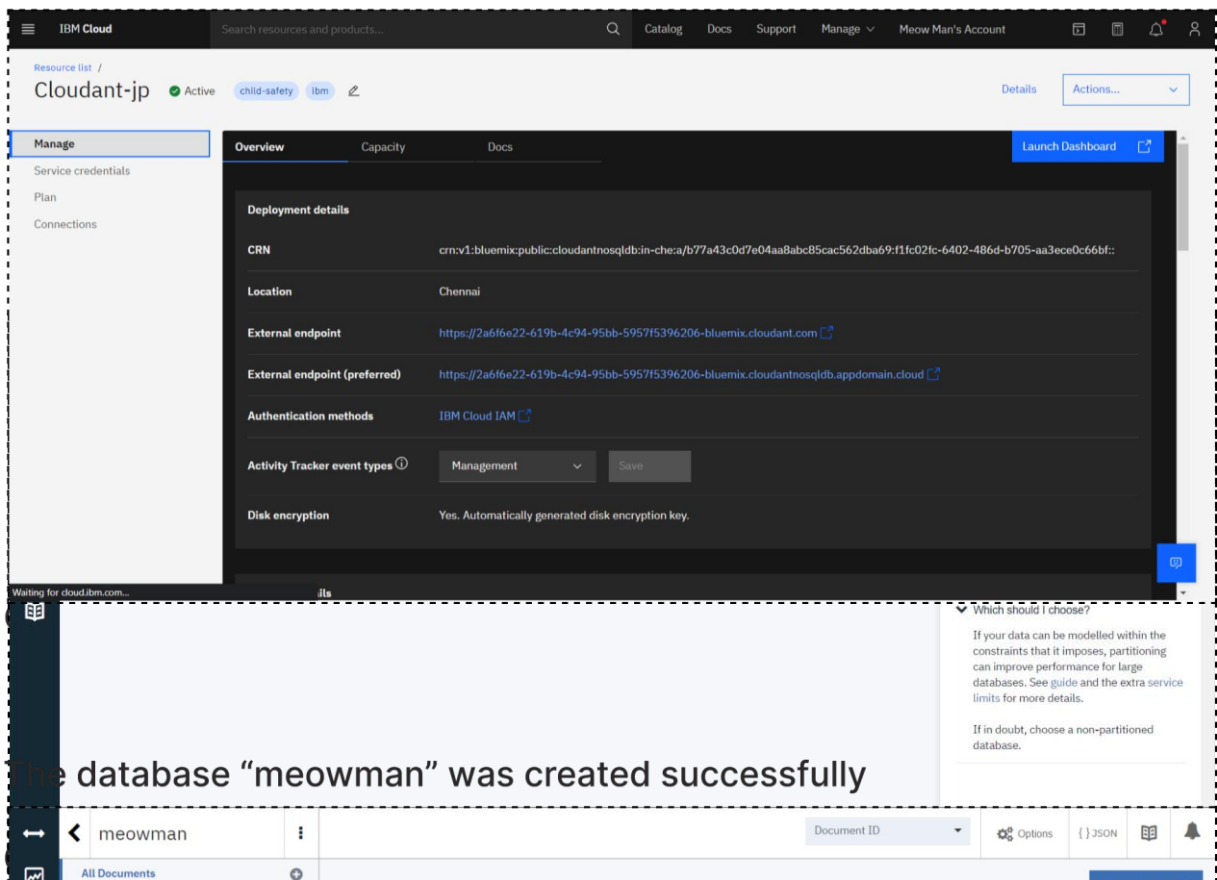 IBM Cloud
Search resources and products...
Catalog Docs Support Manage Meow Man's Account
Resource list /
Cloudant-jp Active child-safety ibm
Details Actions...
Manage
Service credentials
Plan
Connections
Overview Capacity Docs
Launch Dashboard
Deployment details
CRN crn:v1:bluemix:public:cloudantnosqldb:in-che:a/b77a43c0d7e04aa8abc85cac562dba69:f1fc02fc-6402-486d-b705-aa3ece0c66bf::
Location Chennai
External endpoint https://2a6f6e22-619b-4c94-95bb-5957f5396206-bluemix.cloudant.com
External endpoint (preferred) https://2a6f6e22-619b-4c94-95bb-5957f5396206-bluemix.cloudantnosqldb.appdomain.cloud
Authentication methods IBM Cloud IAM
Activity Tracker event types Management Save
Disk encryption Yes. Automatically generated disk encryption key.
Waiting for cloud.ibm.com...
ils
Which should I choose?
If your data can be modelled within the
constraints that it imposes, partitioning
can improve performance for large
databases. See guide and the extra service
limits for more details.
If in doubt, choose a non-partitioned
database.
The database “meowman” was created successfully
meowman
Document ID Options { } JSON
All Documents